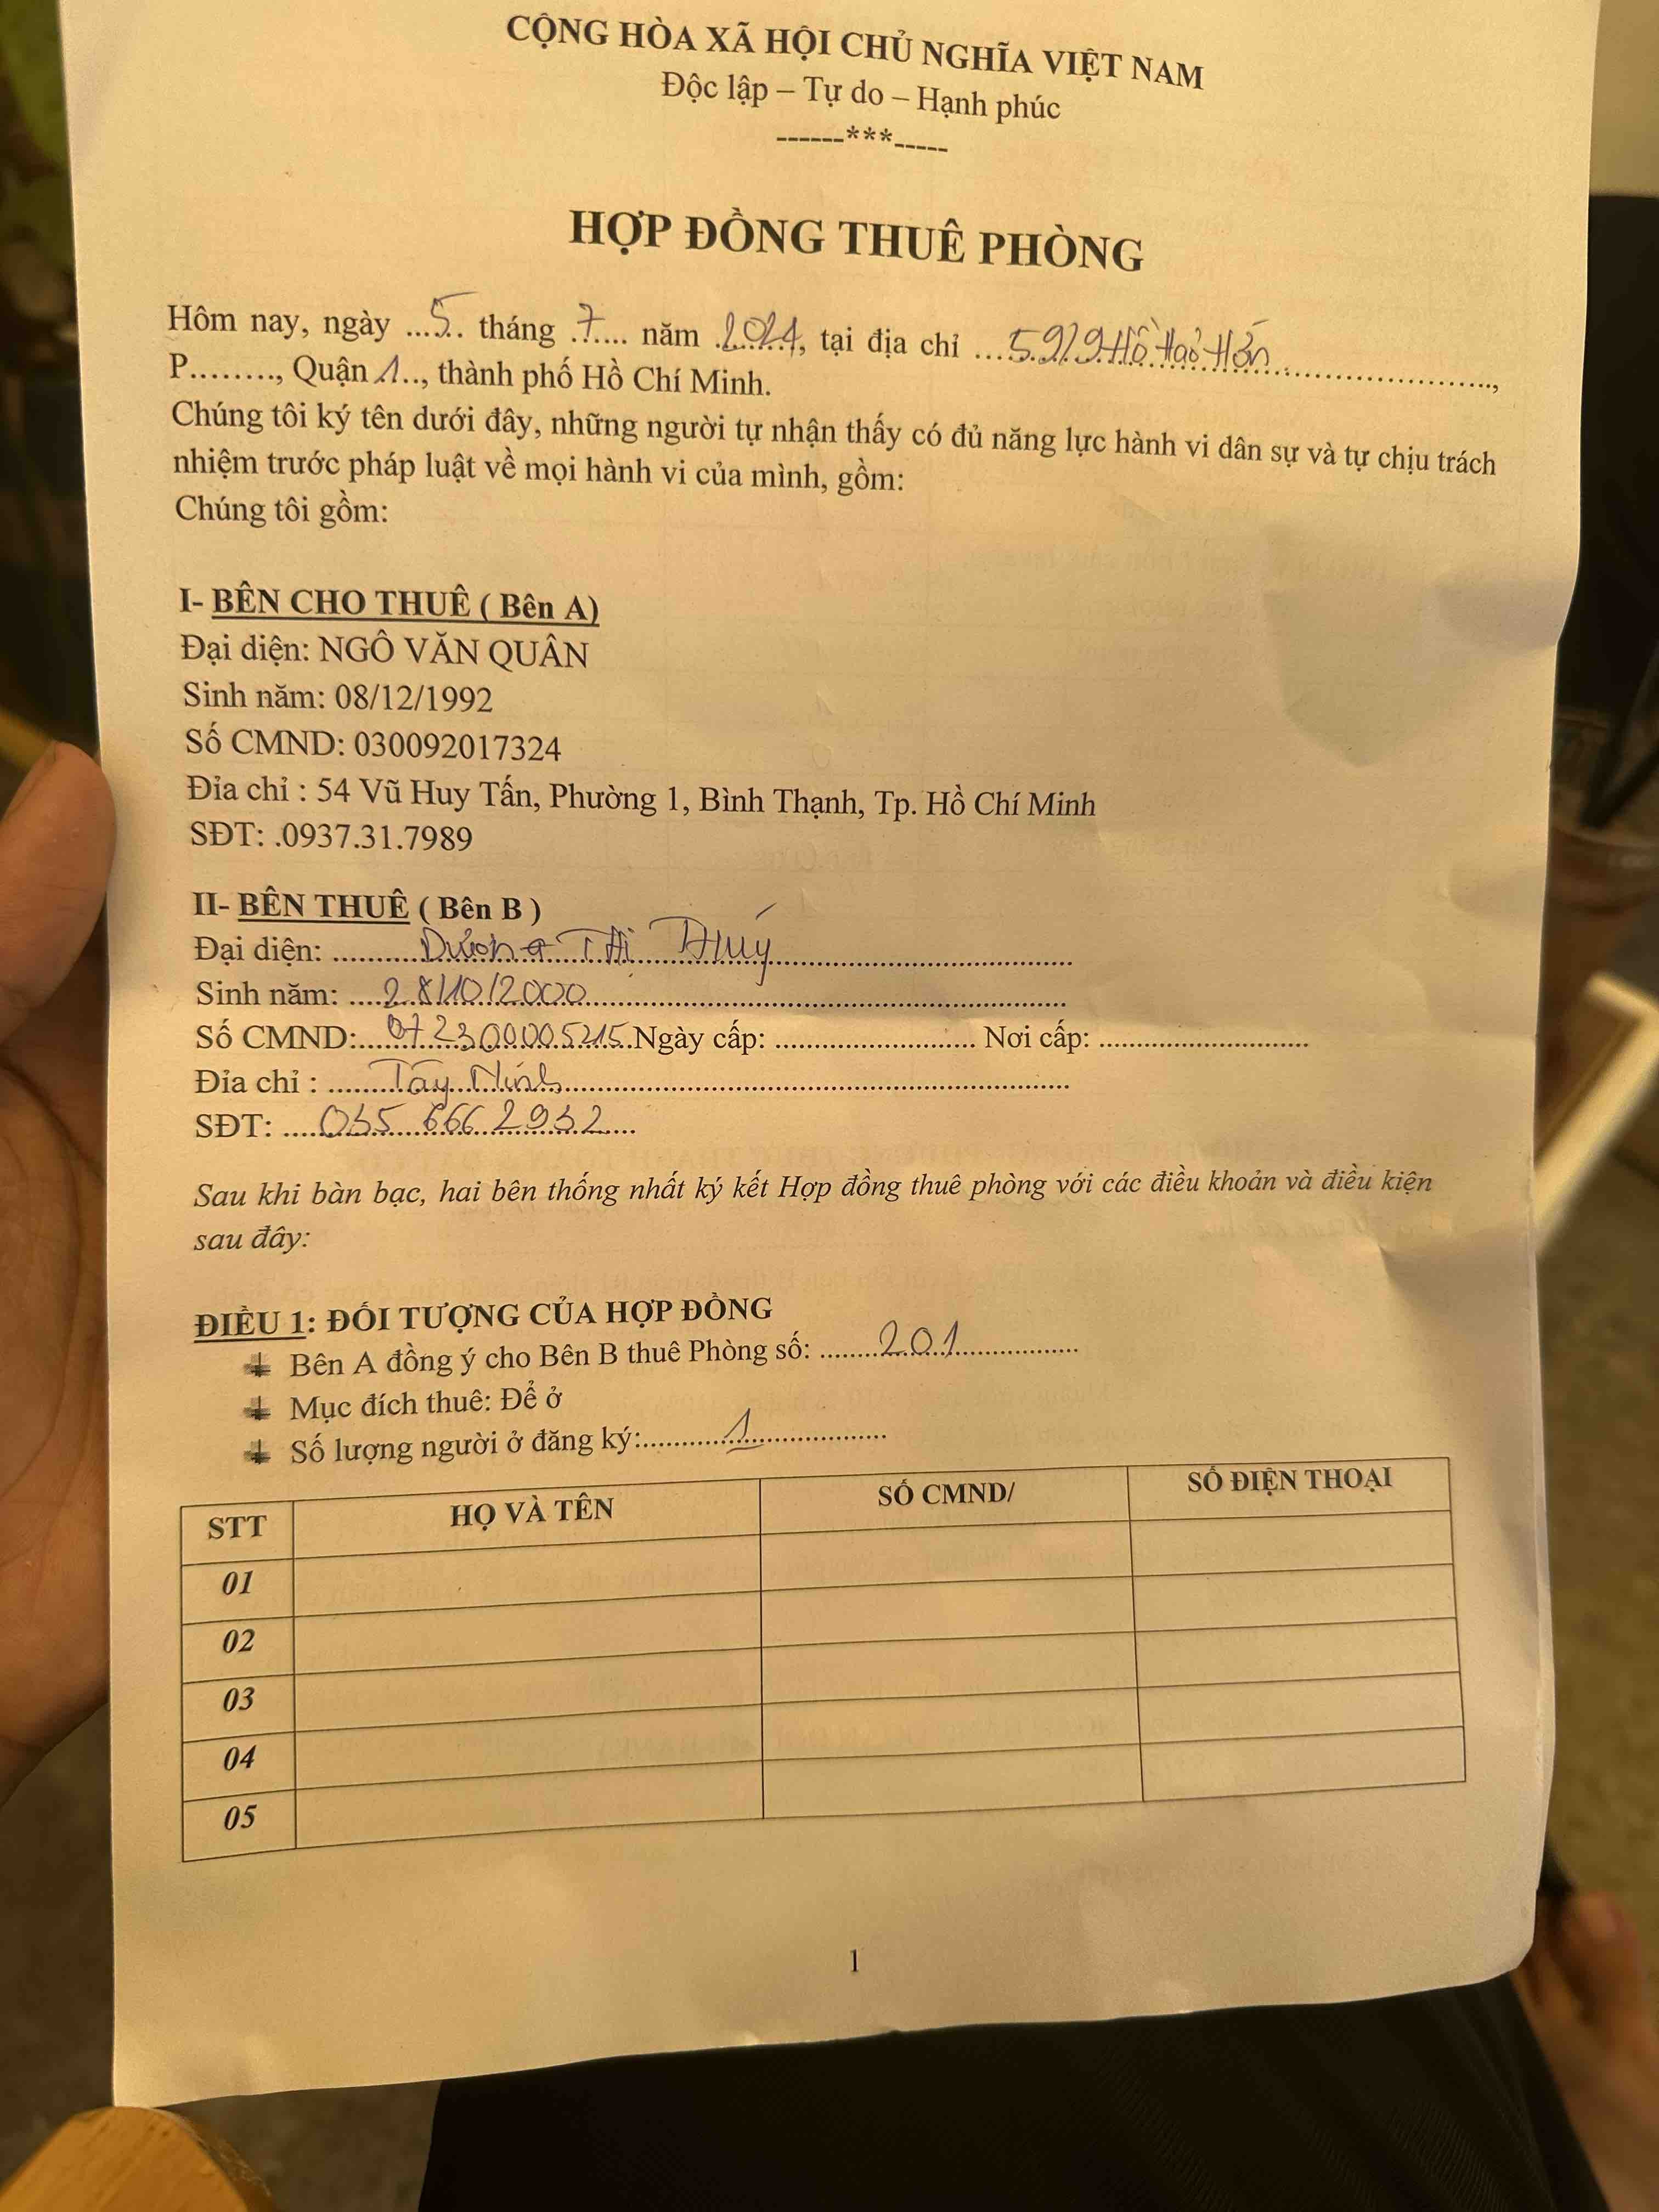 CỘNG HÒA XÃ HỘI CHỦ NGHĨA VIỆT NAM
Độc lập – Tự do – Hạnh phúc
------***-----
HỢP ĐỒNG THUÊ PHÒNG
Hôm nay, ngày ...5.. tháng .7.... năm .2024, tại địa chỉ ...59/9 Hồ Hảo Hớn..............................,
P........, Quận 1.., thành phố Hồ Chí Minh.
Chúng tôi ký tên dưới đây, những người tự nhận thấy có đủ năng lực hành vi dân sự và tự chịu trách
nhiệm trước pháp luật về mọi hành vi của mình, gồm:
Chúng tôi gồm:
I- BÊN CHO THUÊ ( Bên A)
Đại diện: NGÔ VĂN QUÂN
Sinh năm: 08/12/1992
Số CMND: 030092017324
Đỉa chỉ : 54 Vũ Huy Tấn, Phường 1, Bình Thạnh, Tp. Hồ Chí Minh
SĐT: .0937.31.7989
II- BÊN THUÊ ( Bên B )
Đại diện: ..........Dương Thị Thuý..............................
Sinh năm: ....28/10/2000..................................................
Số CMND:....072300005215.Ngày cấp: ........................ Nơi cấp: .........................
Đỉa chỉ : .....Tây Ninh............................................................
SĐT: ....035 666 2932....
Sau khi bàn bạc, hai bên thống nhất ký kết Hợp đồng thuê phòng với các điều khoản và điều kiện
sau đây:
ĐIỀU 1: ĐỐI TƯỢNG CỦA HỢP ĐỒNG
Bên A đồng ý cho Bên B thuê Phòng số: .......201...............
Mục đích thuê: Để ở
Số lượng người ở đăng ký:..........1..................
STT HỌ VÀ TÊN SỐ CMND/ SỐ ĐIỆN THOẠI
01
02
03
04
05
1